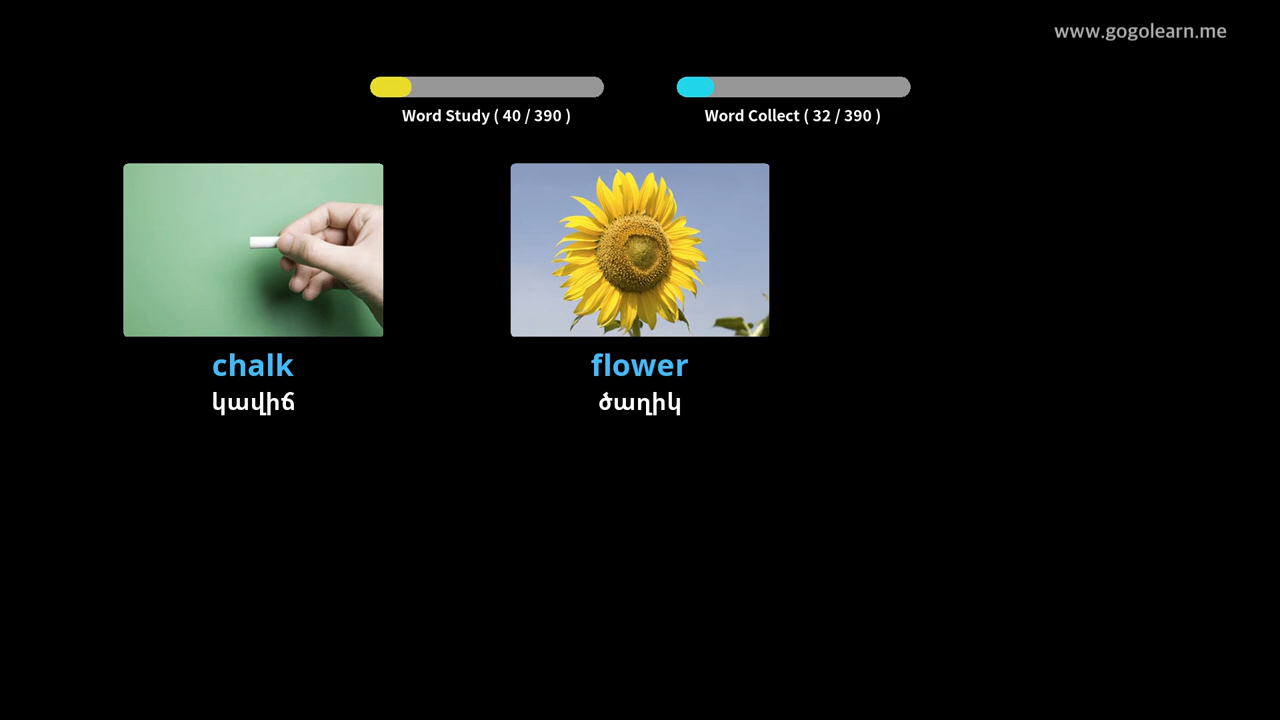 www.gogolearn.me
Word Study ( 40 / 390 )
Word Collect ( 32 / 390 )
chalk
կավիճ
flower
ծաղիկ